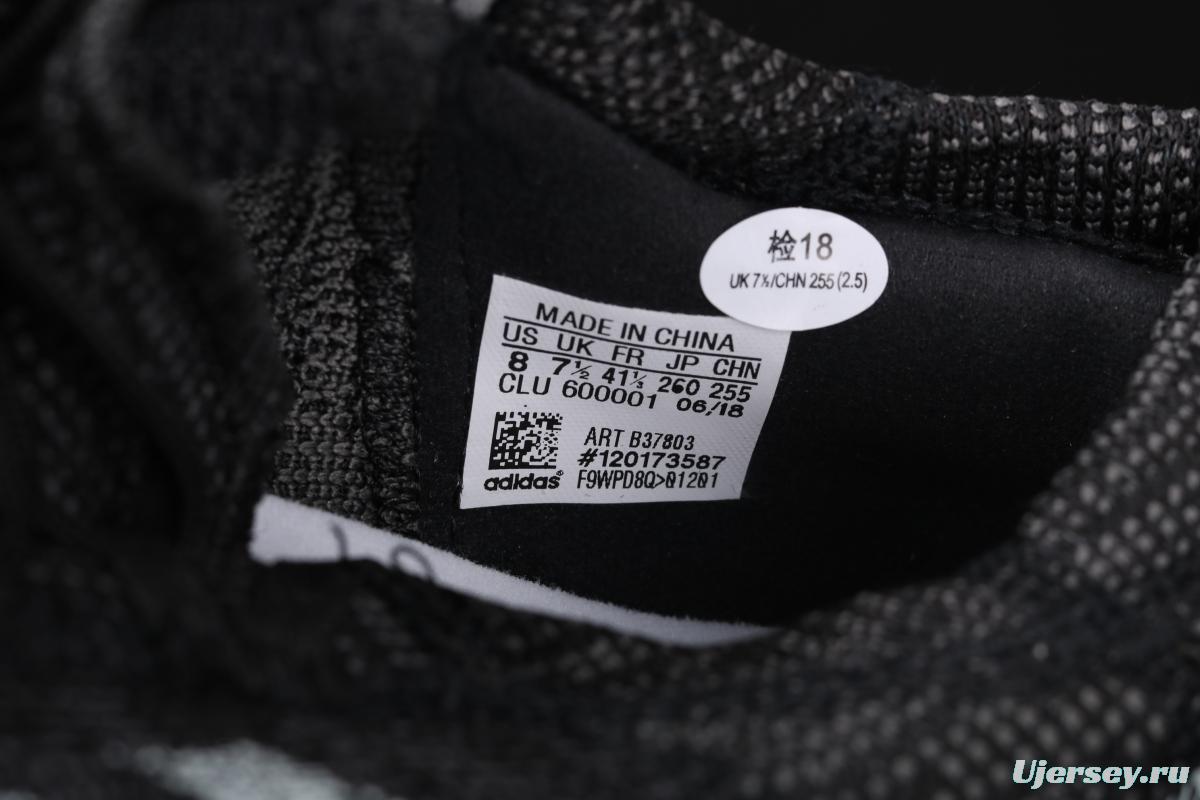 检18
UK 7½/CHN 255 (2.5)
MADE IN CHINA
US UK FR JP CHN
8 7½ 41⅓ 260 255
CLU 600001 06/18
ART B37803
#120173587
adidas® F9WPD8Q>01201
Ujersey.ru